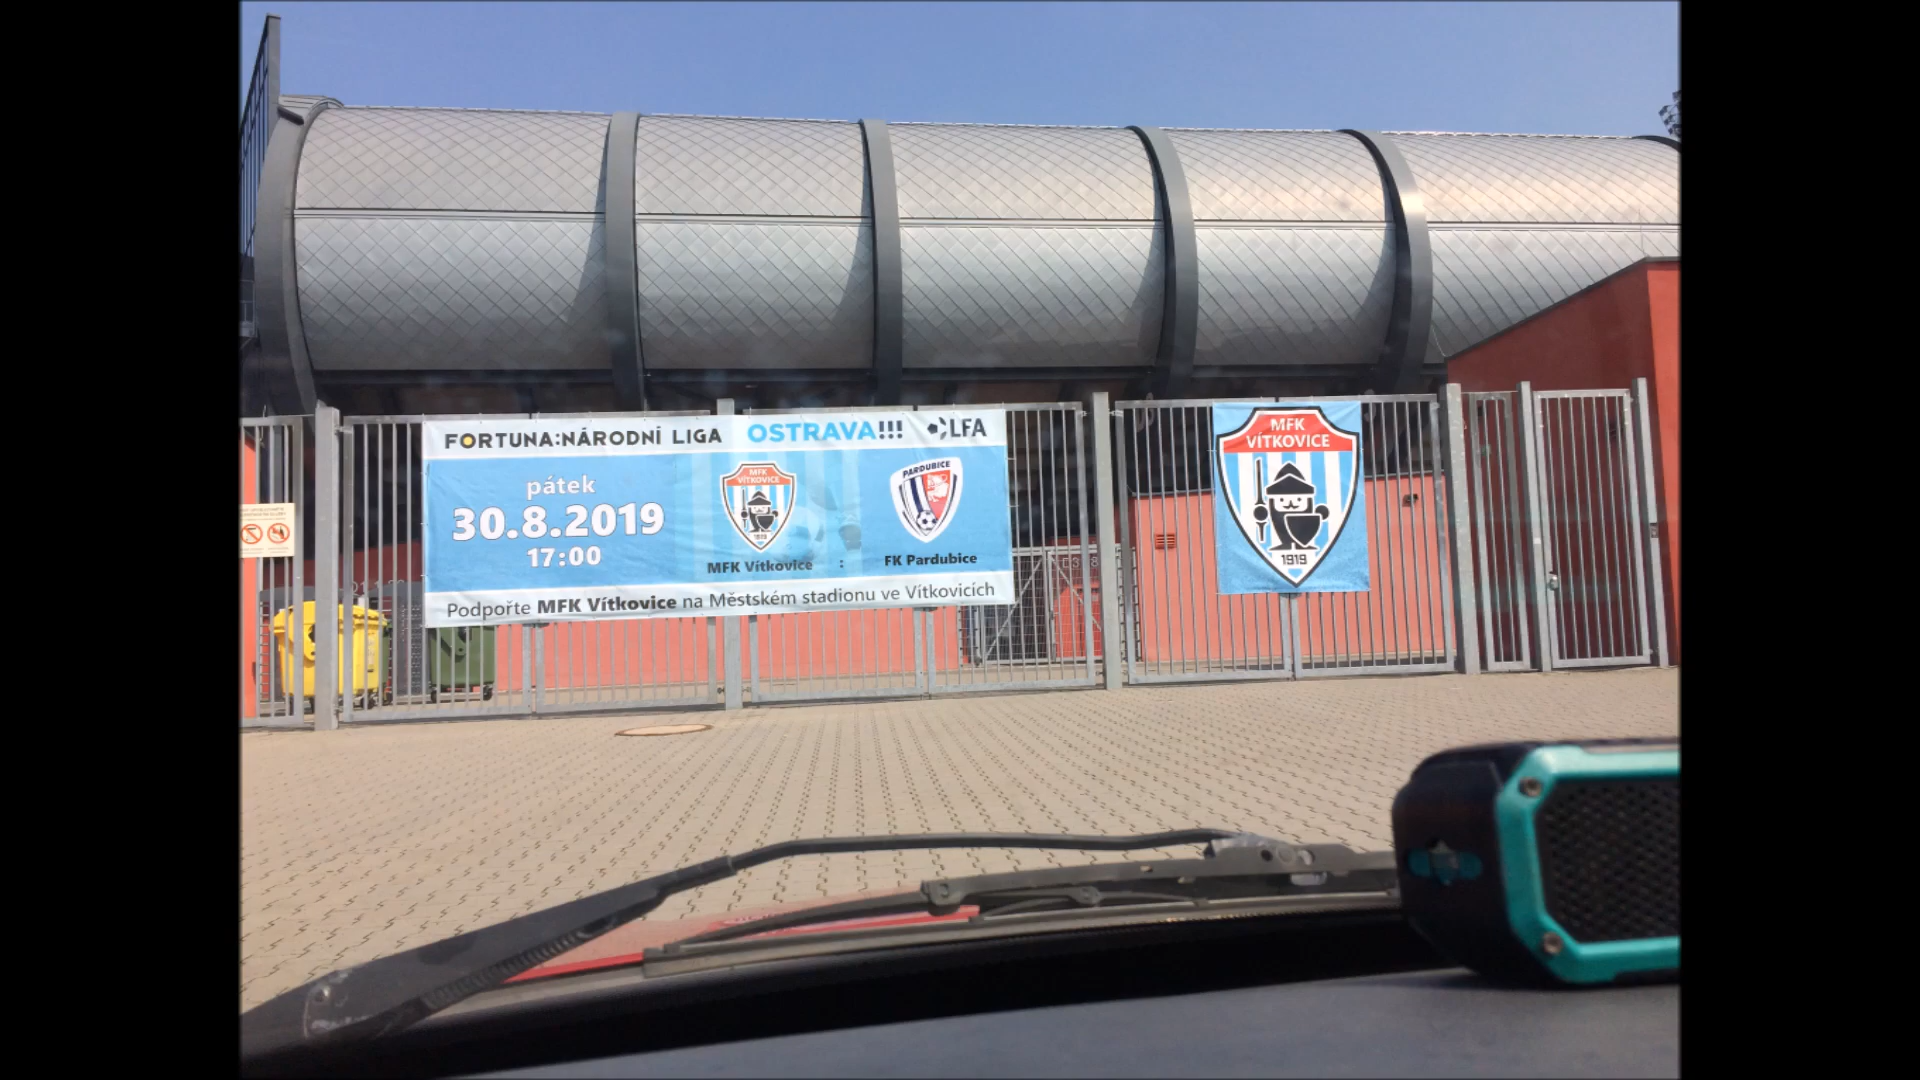 FORTUNA:NÁRODNÍ LIGA OSTRAVA!!! LFA
pátek
30.8.2019
17:00
MFK
VÍTKOVICE
1919
PARDUBICE
MFK Vítkovice : FK Pardubice
Podpořte MFK Vítkovice na Městském stadionu ve Vítkovicích
MFK
VÍTKOVICE
1919